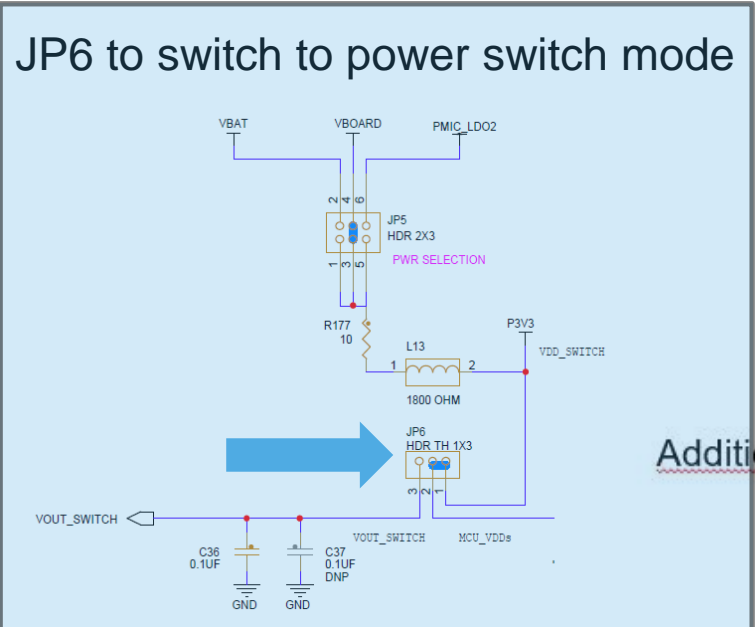 JP6 to switch to power switch mode
VBAT
VBOARD
PMIC_LDO2
2
4
6
JP5
HDR 2X3
1
3
5
PWR SELECTION
R177
10
P3V3
L13
VDD_SWITCH
1
2
1800 OHM
JP6
HDR TH 1X3
Additi
3
2
1
VOUT_SWITCH
VOUT_SWITCH
MCU_VDDs
C36
0.1UF
C37
0.1UF
DNP
GND
GND